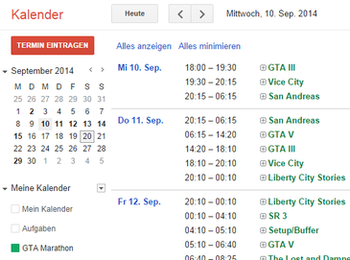 Kalender
Heute
Mittwoch, 10. Sep. 2014
TERMIN EINTRAGEN
Alles anzeigen Alles minimieren
September 2014
M D M D F S S
25 26 27 28 29 30 31
1 2 3 4 5 6 7
8 9 10 11 12 13 14
15 16 17 18 19 20 21
22 23 24 25 26 27 28
29 30 1 2 3 4 5
Meine Kalender
Mein Kalender
Aufgaben
GTA Marathon
Mi 10. Sep. 18:00 – 19:30 GTA III
19:30 – 20:15 Vice City
20:15 – 06:15 San Andreas
Do 11. Sep. 20:15 – 06:15 San Andreas
06:15 – 14:20 GTA V
14:20 – 18:10 GTA III
18:10 – 20:10 Vice City
20:10 – 00:10 Liberty City Stories
Fr 12. Sep. 20:10 – 00:10 Liberty City Stories
00:10 – 04:10 SR 3
04:10 – 05:10 Setup/Buffer
05:10 – 06:40 GTA V
06:40 – 08:15 The Lost and Damned